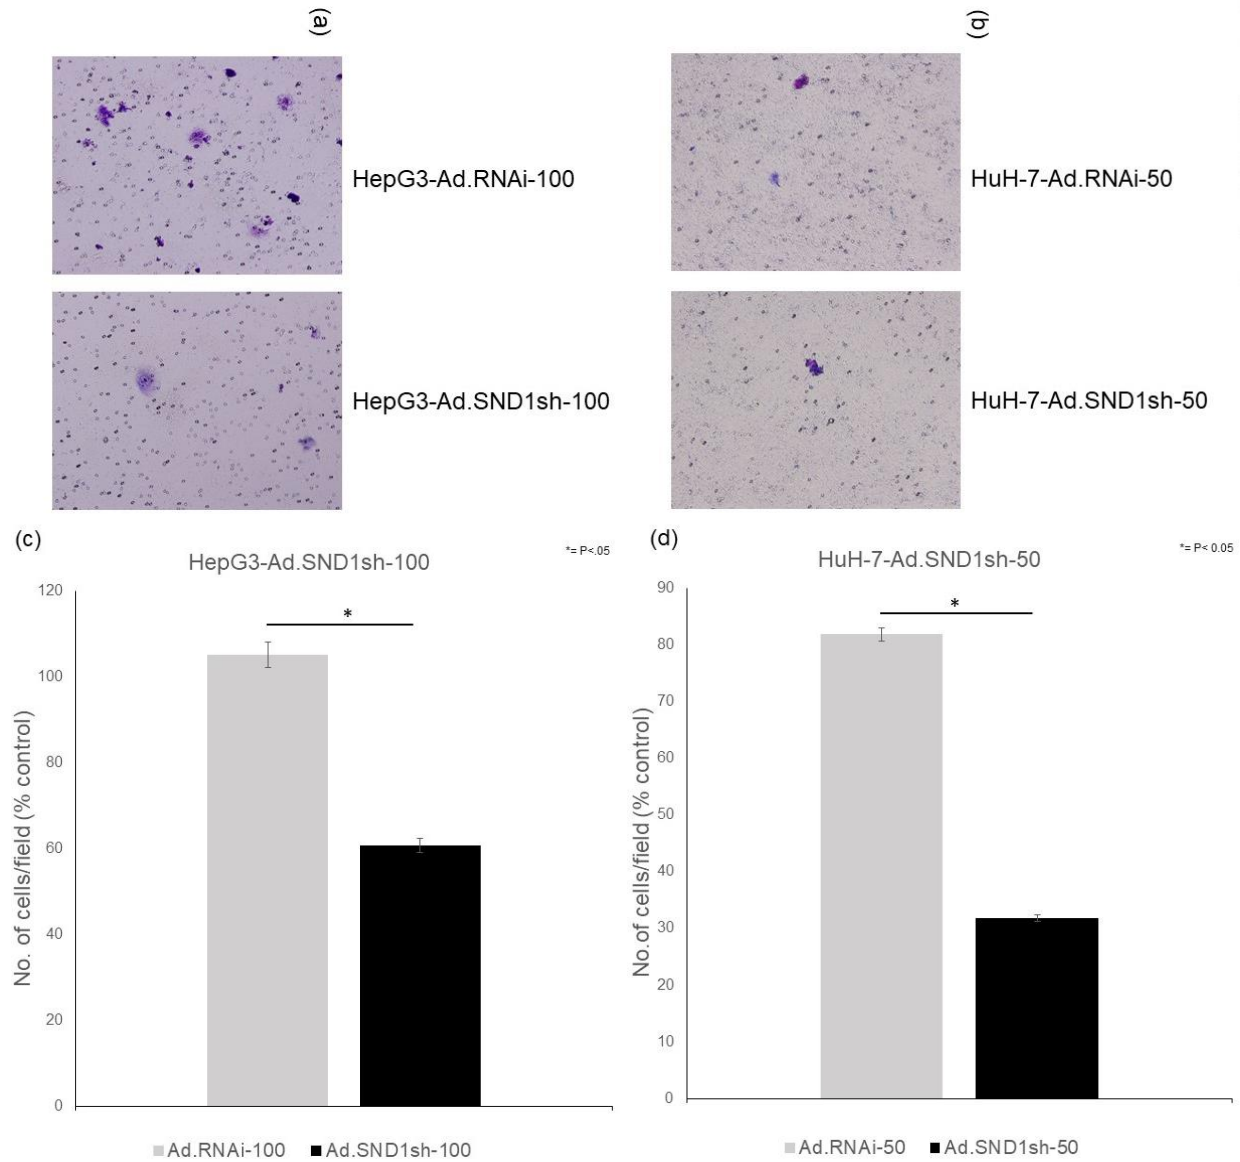 (a)
(b)
HepG3-Ad.RNAi-100
HuH-7-Ad.RNAi-50
HepG3-Ad.SND1sh-100
HuH-7-Ad.SND1sh-50
(c)
HepG3-Ad.SND1sh-100
*= P<.05
120
100
80
60
40
20
0
No. of cells/field (% control)
*
Ad.RNAi-100
Ad.SND1sh-100
(d)
HuH-7-Ad.SND1sh-50
*= P< 0.05
90
80
70
60
50
40
30
20
10
0
No.of cells/field (% control)
*
Ad.RNAi-50
Ad.SND1sh-50